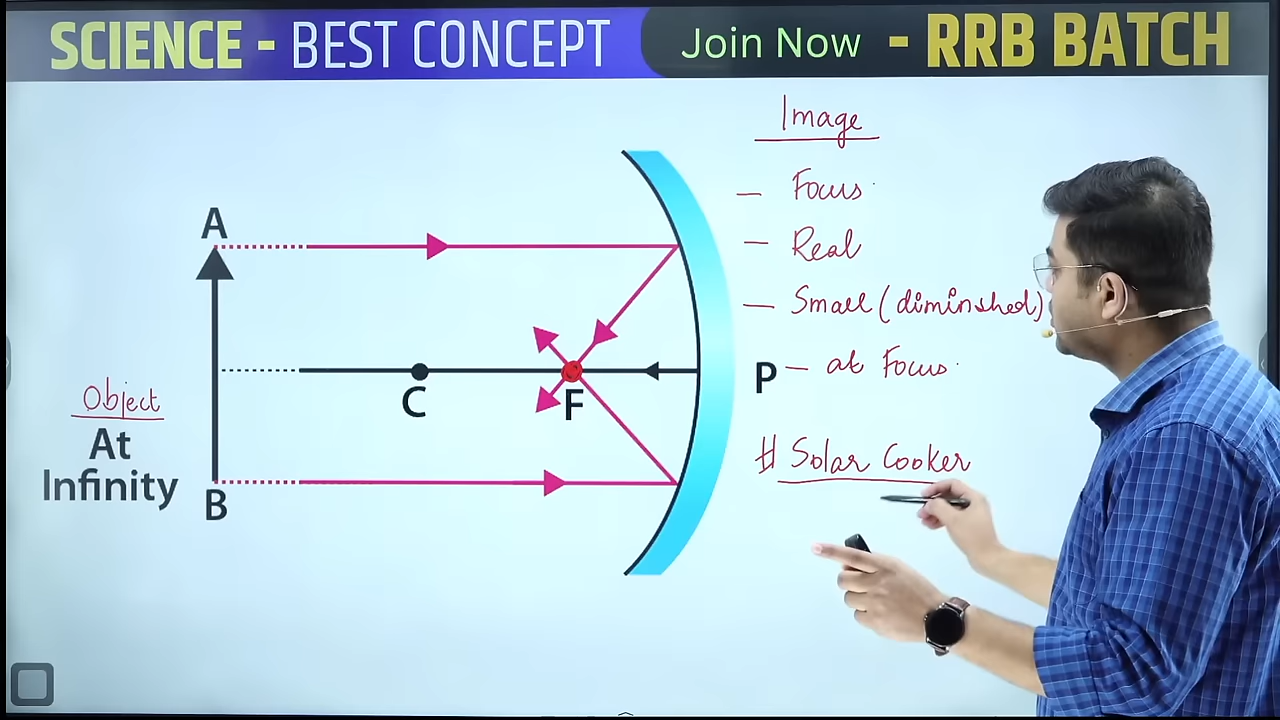 SCIENCE - BEST CONCEPT Join Now - RRB BATCH
Image
— Focus
— Real
— Small (diminshed)
— at Focus
# Solar Cooker
A
C
F
P
Object
At
Infinity
B